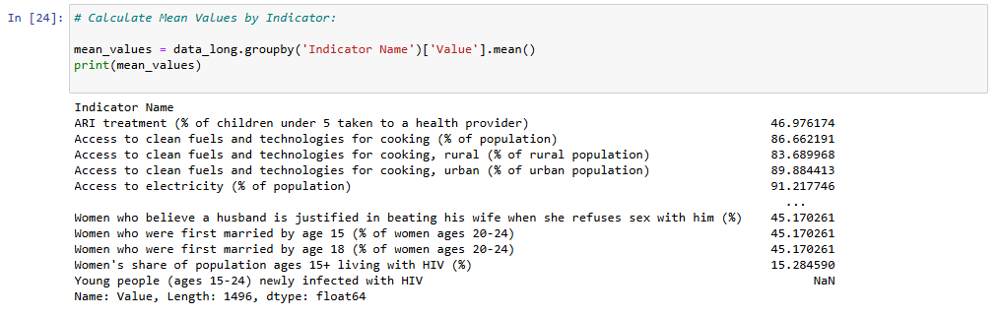 In [24]: # Calculate Mean Values by Indicator:
mean_values = data_long.groupby('Indicator Name')['Value'].mean()
print(mean_values)
Indicator Name
ARI treatment (% of children under 5 taken to a health provider) 46.976174
Access to clean fuels and technologies for cooking (% of population) 86.662191
Access to clean fuels and technologies for cooking, rural (% of rural population) 83.689968
Access to clean fuels and technologies for cooking, urban (% of urban population) 89.884413
Access to electricity (% of population) 91.217746
...
Women who believe a husband is justified in beating his wife when she refuses sex with him (%) 45.170261
Women who were first married by age 15 (% of women ages 20-24) 45.170261
Women who were first married by age 18 (% of women ages 20-24) 45.170261
Women's share of population ages 15+ living with HIV (%) 15.284590
Young people (ages 15-24) newly infected with HIV NaN
Name: Value, Length: 1496, dtype: float64